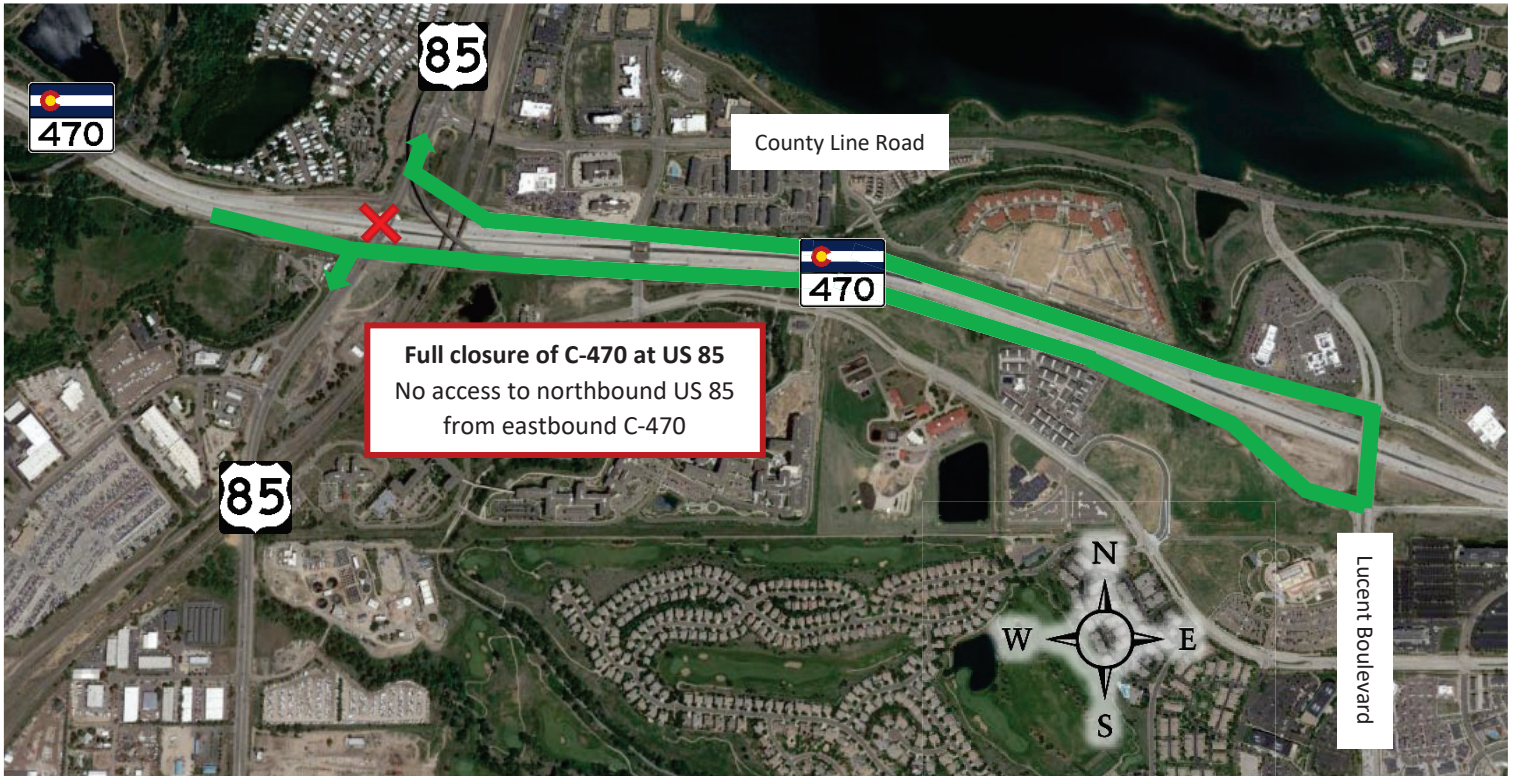 85
470
County Line Road
470
Full closure of C-470 at US 85
No access to northbound US 85
from eastbound C-470
85
N
W
E
S
Lucent Boulevard